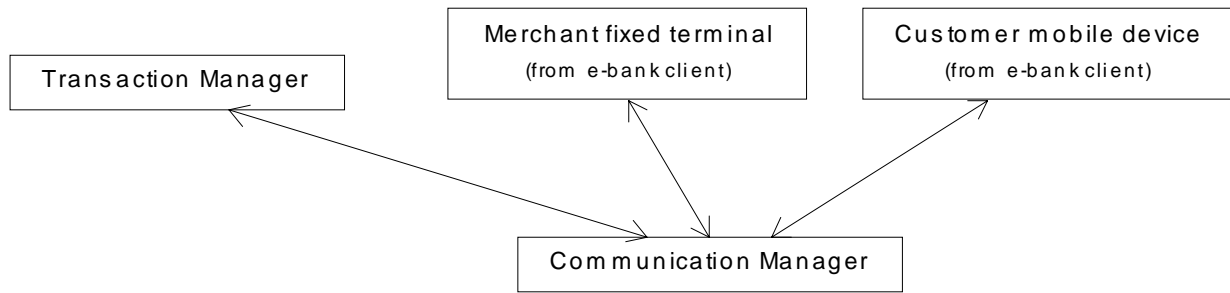 Merchant fixed terminal
(from e-bank client)
Customer mobile device
(from e-bank client)
Transaction Manager
Communication Manager